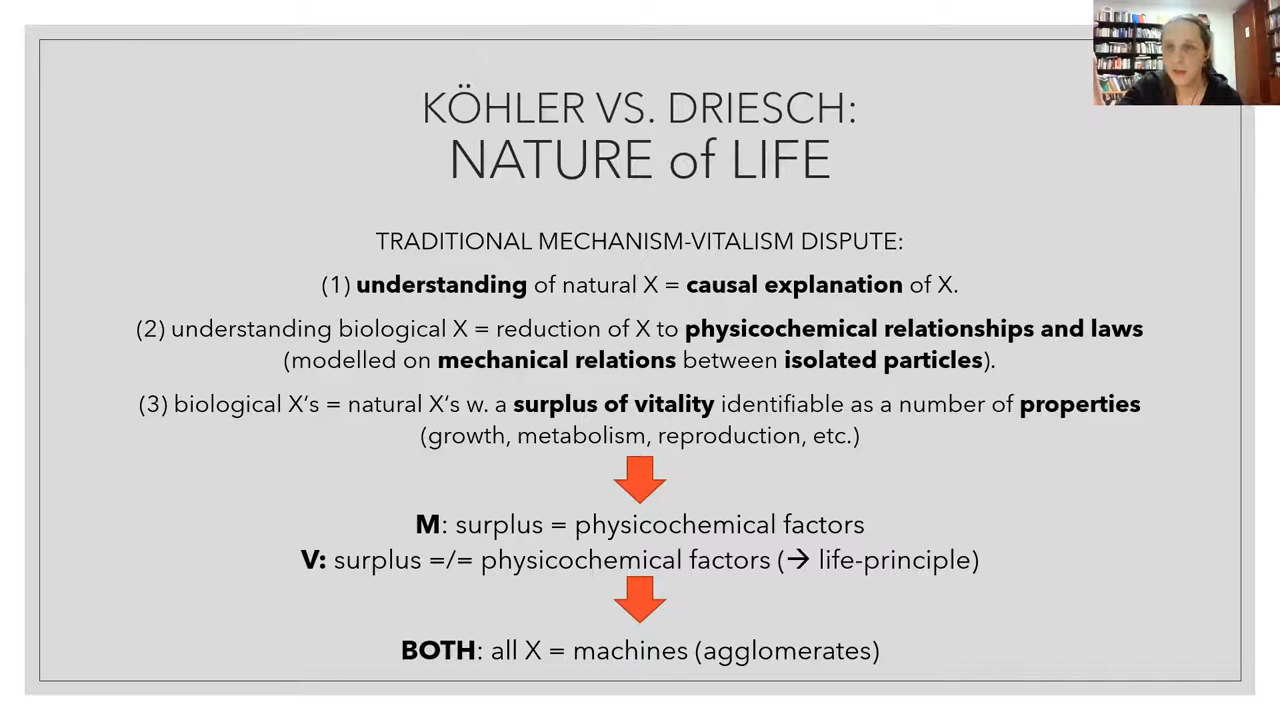 KÖHLER VS. DRIESCH:
NATURE of LIFE
TRADITIONAL MECHANISM-VITALISM DISPUTE:
(1) understanding of natural X = causal explanation of X.
(2) understanding biological X = reduction of X to physicochemical relationships and laws
(modelled on mechanical relations between isolated particles).
(3) biological X’s = natural X’s w. a surplus of vitality identifiable as a number of properties
(growth, metabolism, reproduction, etc.)
M: surplus = physicochemical factors
V: surplus =/= physicochemical factors (→ life-principle)
BOTH: all X = machines (agglomerates)